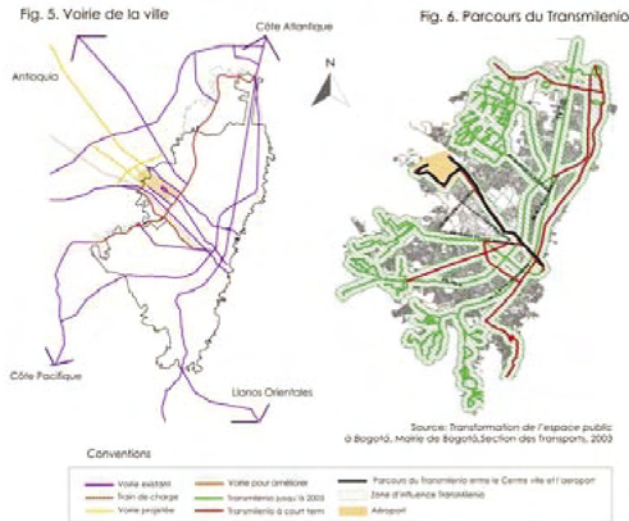 Fig. 5. Voirie de la ville
Fig. 6. Parcours du Transmilenio
Côte Atlantique
Antioquia
N
Côte Pacifique
Llanos Orientales
Source: Transformation de l'espace public
à Bogotá, Mairie de Bogotá,Section des Transports, 2003
Conventions
Voirie existant
Train de charge
Voirie projetée
Voirie pour améliorer
Transmilenio jusqu'à 2003
Transmilenio à court term
Parcours du Transmilenio entre le Centre ville et l'aeroport
Zone d'influence TransMilenio
Aéroport